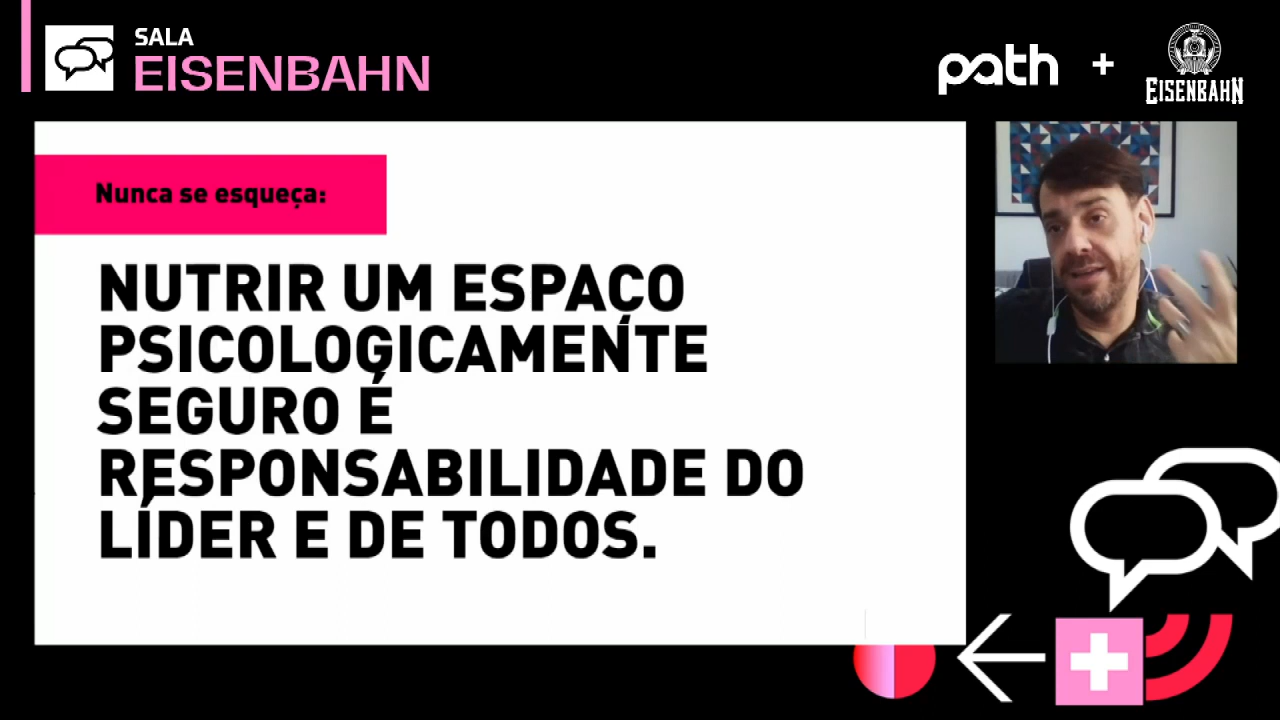 SALA
EISENBAHN
path +
EISENBAHN
Nunca se esqueça:
NUTRIR UM ESPAÇO
PSICOLOGICAMENTE
SEGURO É
RESPONSABILIDADE DO
LÍDER E DE TODOS.